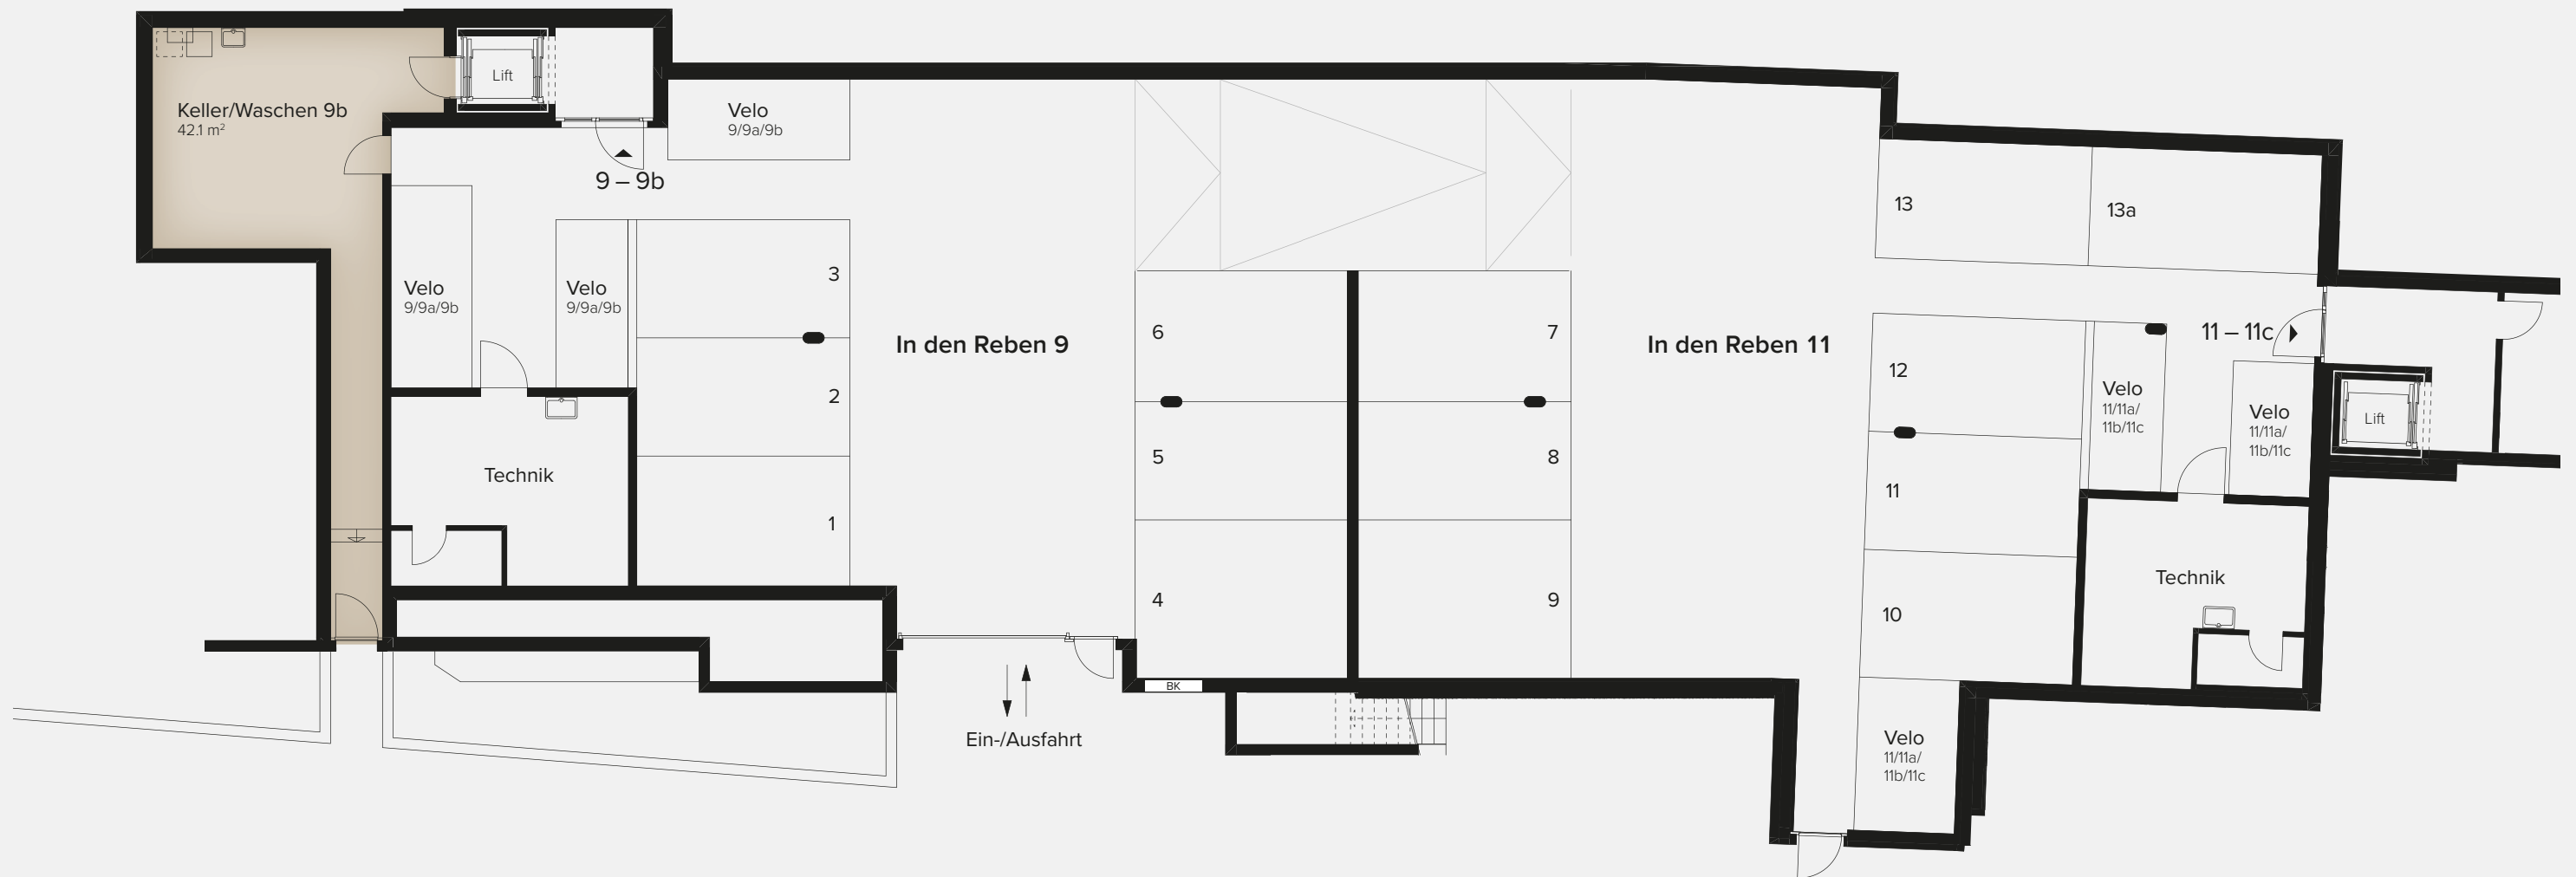 Lift
Keller/Waschen 9b
42.1 m²
Velo
9/9a/9b
9 – 9b
13
13a
3
Velo
9/9a/9b
Velo
9/9a/9b
6
7
In den Reben 9
In den Reben 11
11 – 11c
12
2
Velo
11/11a/
11b/11c
Velo
11/11a/
11b/11c
Lift
5
8
Technik
11
1
Technik
4
9
10
BK
Ein-/Ausfahrt
Velo
11/11a/
11b/11c